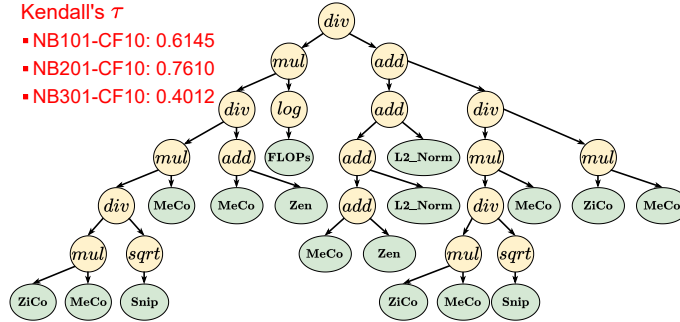 Kendall's τ
▪ NB101-CF10: 0.6145
▪ NB201-CF10: 0.7610
▪ NB301-CF10: 0.4012
div
mul add
div log add div
mul add FLOPs add L2_Norm mul mul
div MeCo MeCo Zen add L2_Norm div MeCo ZiCo MeCo
mul sqrt MeCo Zen mul sqrt
ZiCo MeCo Snip ZiCo MeCo Snip